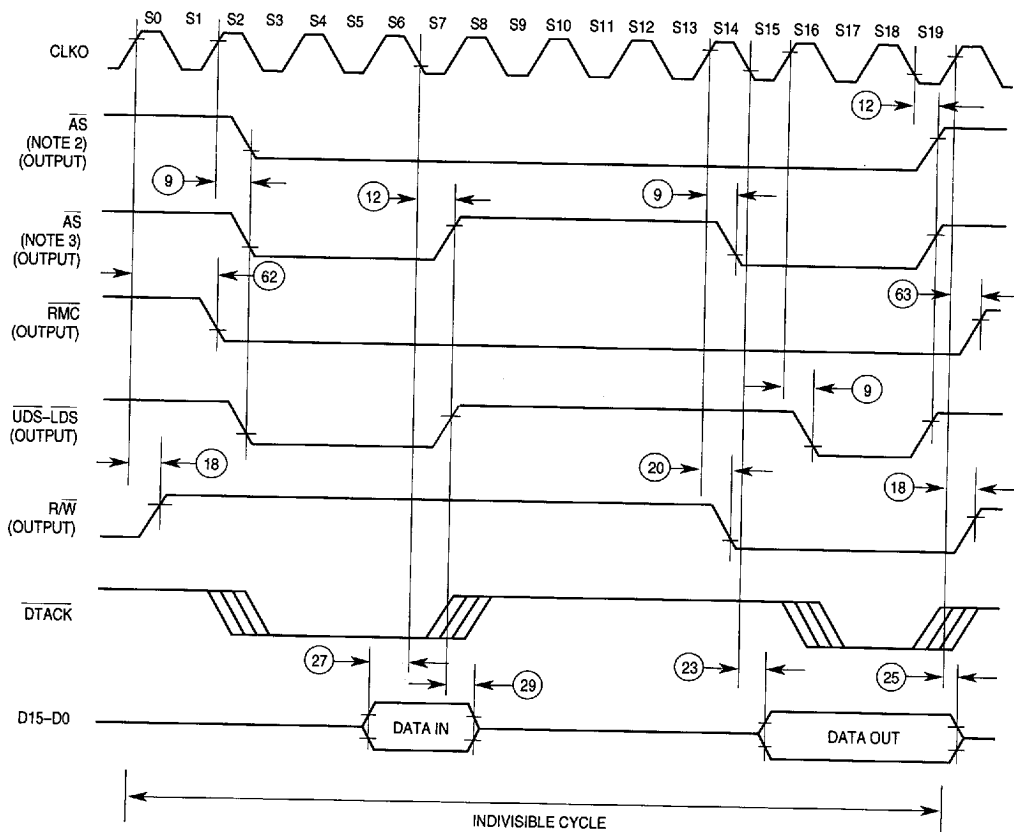 S0 S1 S2 S3 S4 S5 S6 S7 S8 S9 S10 S11 S12 S13 S14 S15 S16 S17 S18 S19
CLKO
12
AS
(NOTE 2)
(OUTPUT)
9
12
9
AS
(NOTE 3)
(OUTPUT)
62
63
RMC
(OUTPUT)
9
UDS-LDS
(OUTPUT)
18
20
18
R/W
(OUTPUT)
DTACK
27
29
23
25
D15-D0
DATA IN
DATA OUT
INDIVISIBLE CYCLE